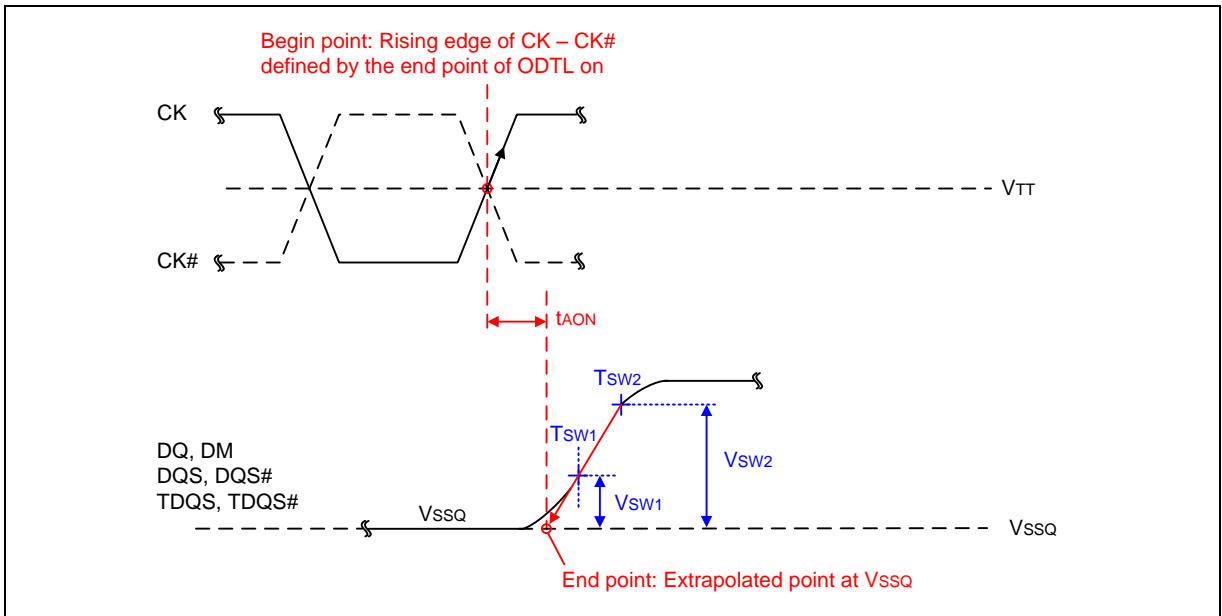 Begin point: Rising edge of CK – CK#
defined by the end point of ODTL on
CK
VTT
CK#
tAON
TSW2
TSW1
DQ, DM
DQS, DQS#
TDQS, TDQS#
VSW2
VSW1
VSSQ
VSSQ
End point: Extrapolated point at VSSQ